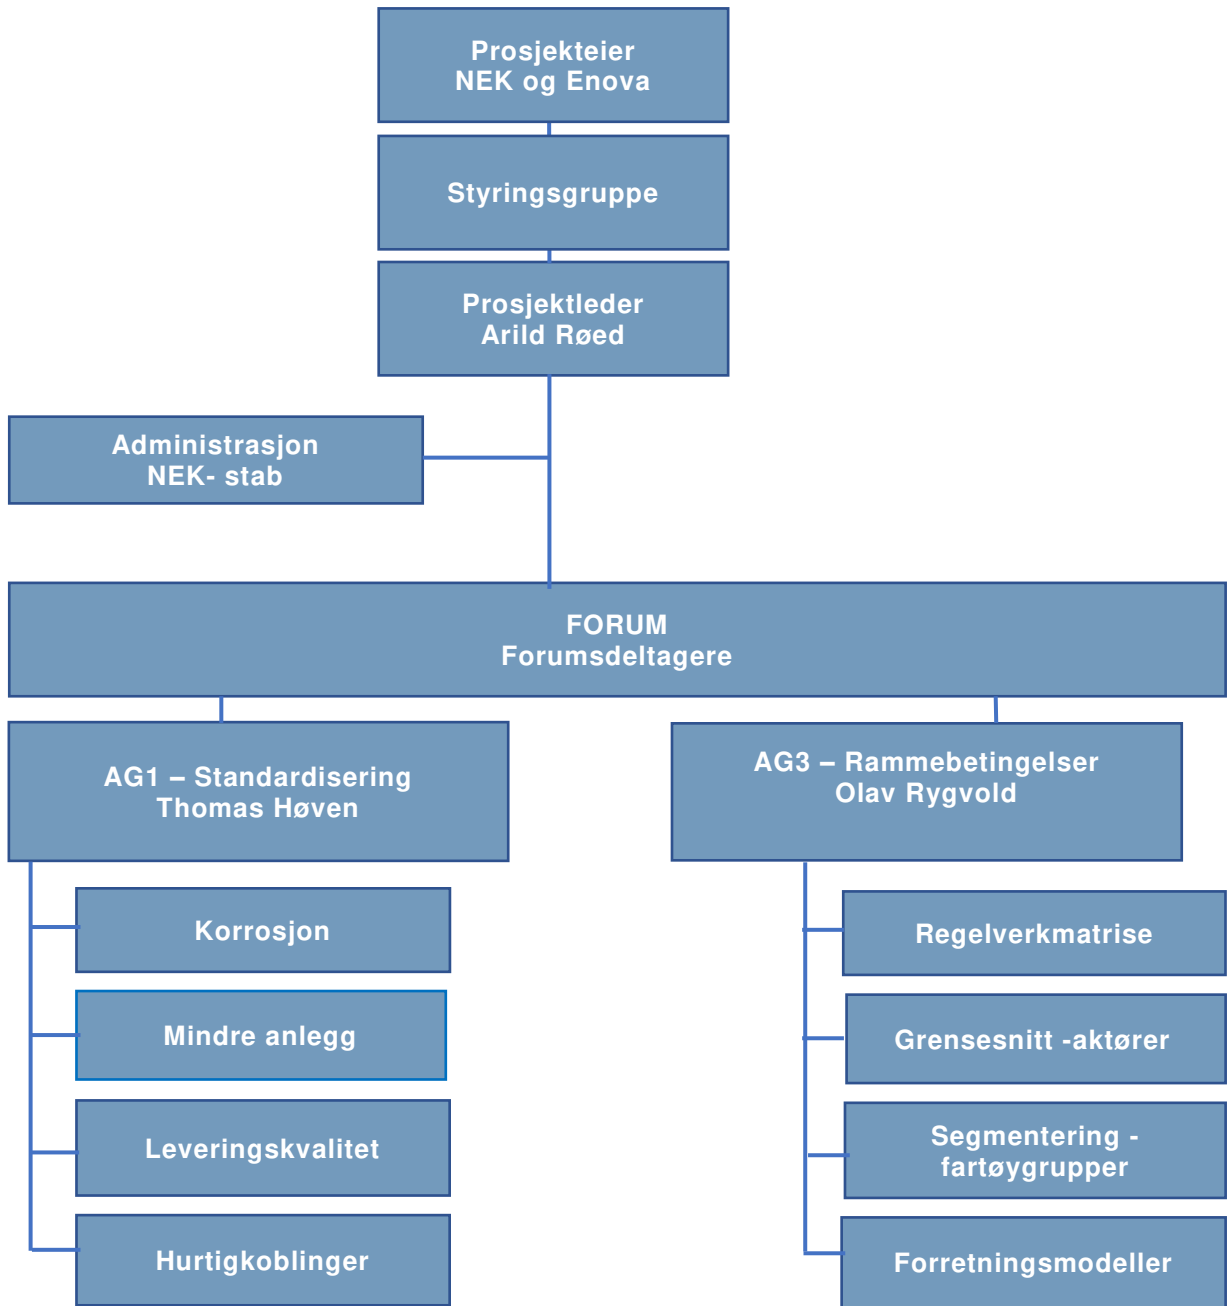 Prosjekteier
NEK og Enova
Styringsgruppe
Prosjektleder
Arild Røed
Administrasjon
NEK- stab
FORUM
Forumsdeltagere
AG1 – Standardisering
Thomas Høven
Korrosjon
Mindre anlegg
Leveringskvalitet
Hurtigkoblinger
AG3 – Rammebetingelser
Olav Rygvold
Regelverkmatrise
Grensesnitt -aktører
Segmentering -
fartøygrupper
Forretningsmodeller